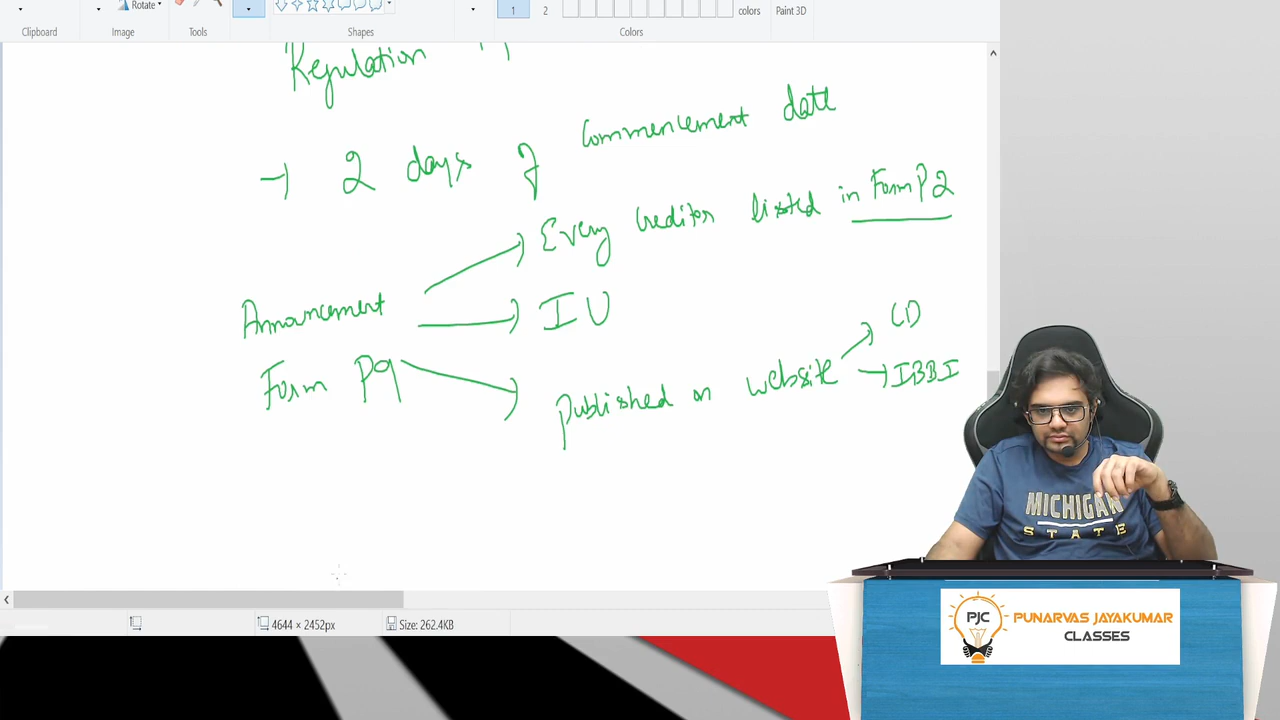 Rotate
1
2
colors
Paint 3D
Clipboard
Image
Tools
Shapes
Colors
Regulation
→ 2 days of commencement date
Every creditor listed in Form P2
Annoucement
IU
Form P9
Published on website
CD
IBBI
4644 × 2452px
Size: 262.4KB
MICHIGAN
STATE
PJC
PUNARVAS JAYAKUMAR
CLASSES